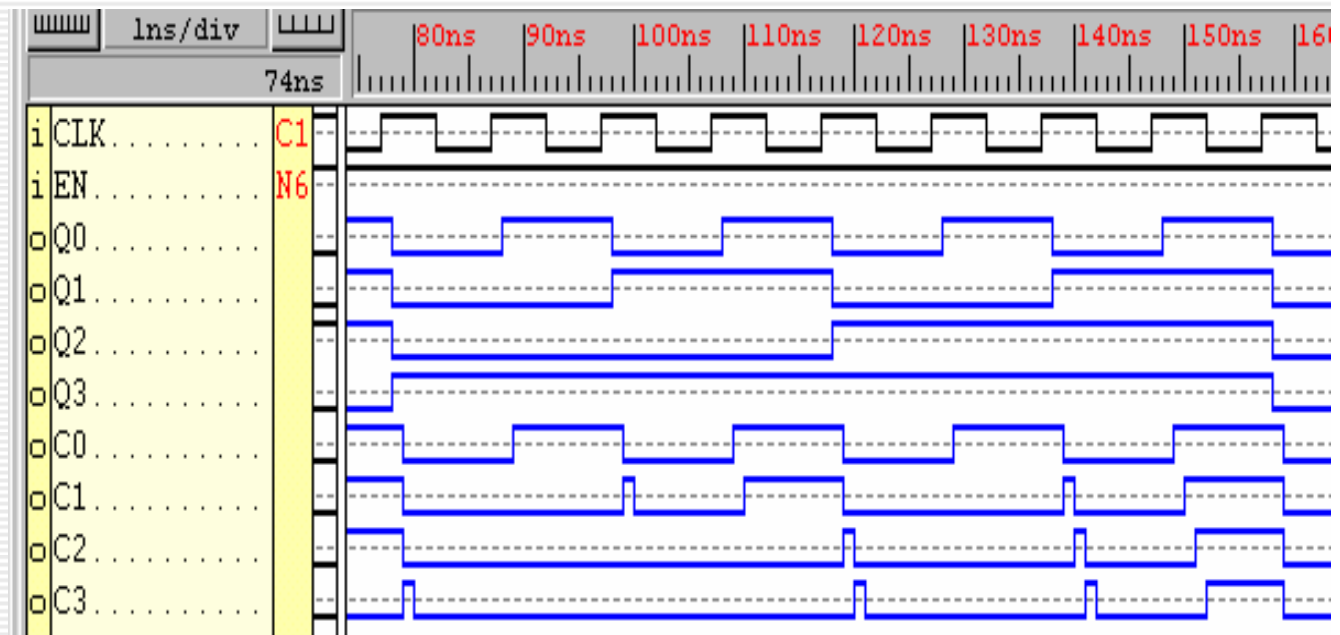 1ns/div
80ns 90ns 100ns 110ns 120ns 130ns 140ns 150ns 160
74ns
i CLK......... C1
i EN.......... N6
o Q0..........
o Q1..........
o Q2..........
o Q3..........
o C0..........
o C1..........
o C2..........
o C3..........